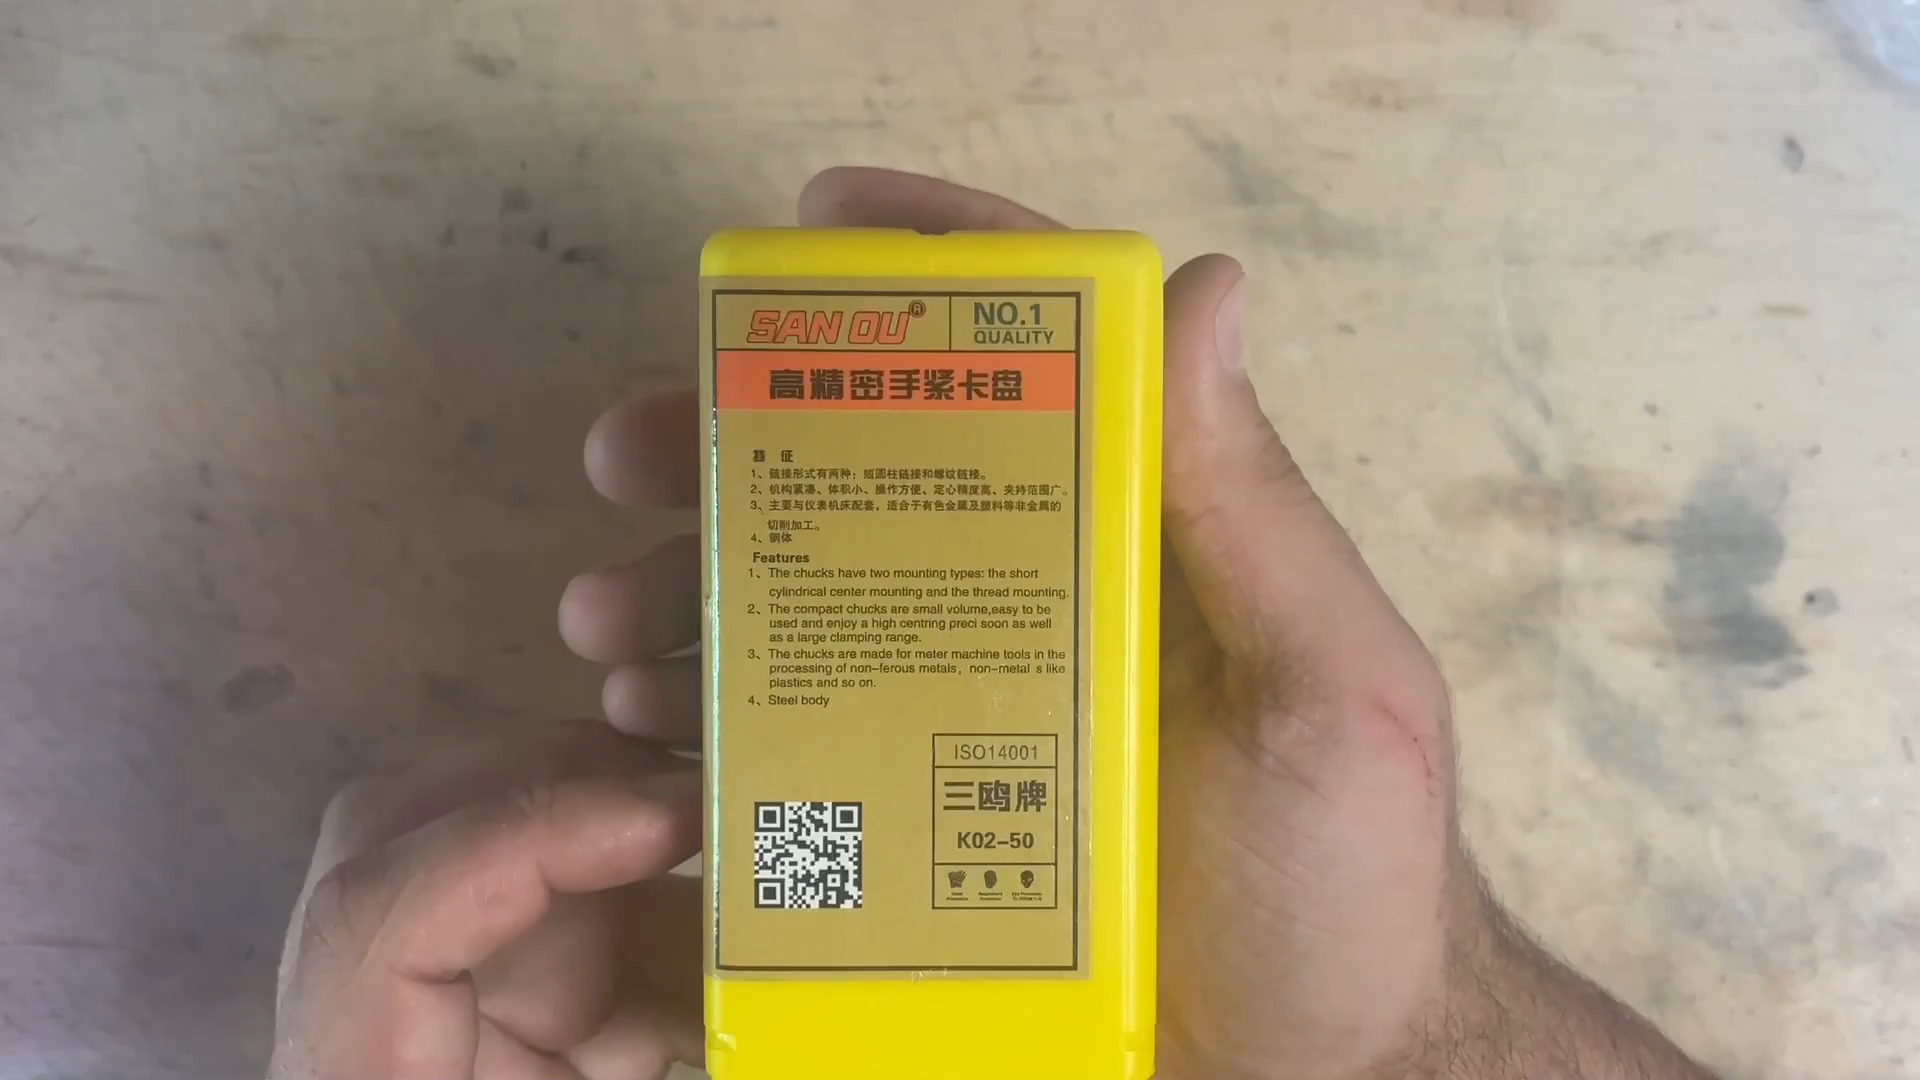 SAN OU®
NO.1
QUALITY
高精密手紧卡盘
特 征
1、链接形式有两种：短圆柱链接和螺纹链接。
2、机构紧凑、体积小、操作方便、定心精度高、夹持范围广。
3、主要与仪表机床配套，适合于有色金属及塑料等非金属的
切削加工。
4、钢体
Features
1、The chucks have two mounting types: the short
cylindrical center mounting and the thread mounting.
2、The compact chucks are small volume,easy to be
used and enjoy a high centring preci soon as well
as a large clamping range.
3、The chucks are made for meter machine tools in the
processing of non-ferous metals, non-metal s like
plastics and so on.
4、Steel body
ISO14001
三鸥牌
K02-50